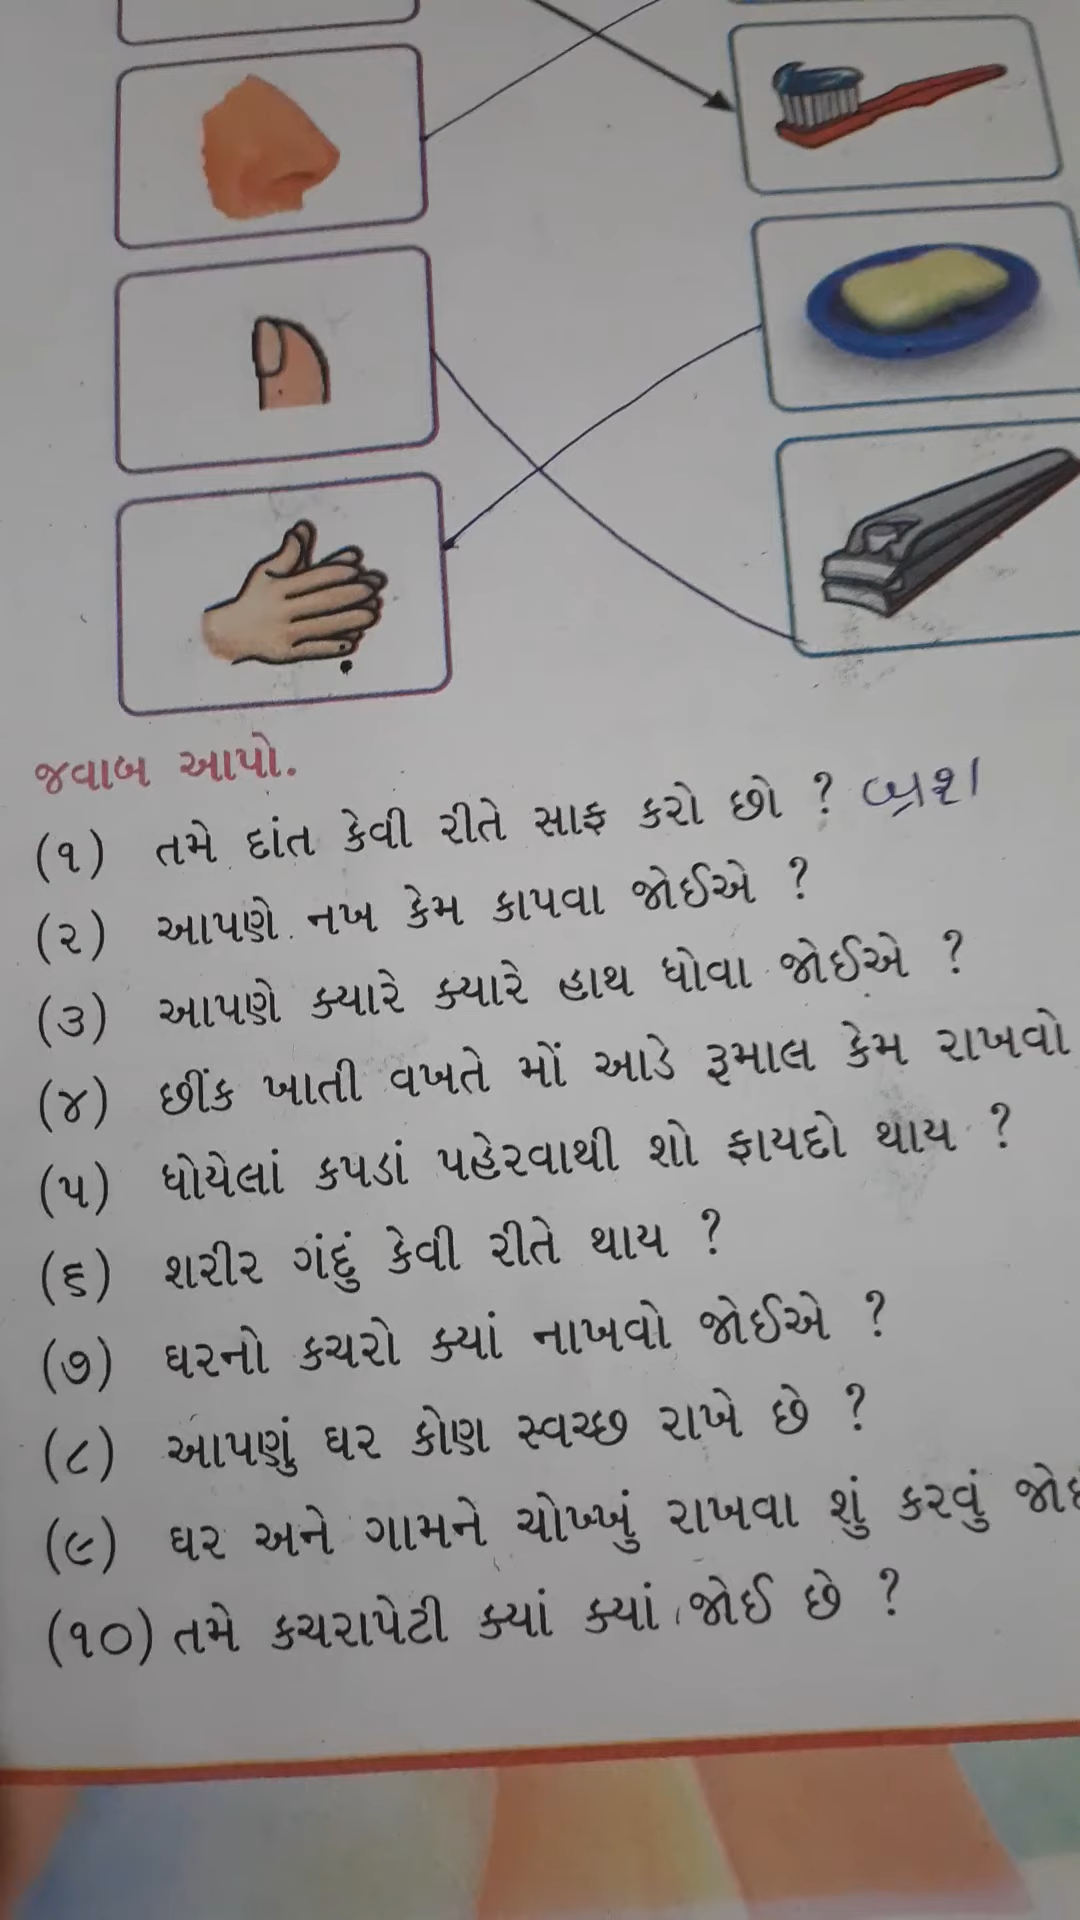 જવાબ આપો.
(૧) તમે દાંત કેવી રીતે સાફ કરો છો ? બ્રશ
(૨) આપણે નખ કેમ કાપવા જોઈએ ?
(૩) આપણે ક્યારે ક્યારે હાથ ધોવા જોઈએ ?
(૪) છીંક ખાતી વખતે મોં આડે રૂમાલ કેમ રાખવો
(૫) ધોયેલાં કપડાં પહેરવાથી શો ફાયદો થાય ?
(૬) શરીર ગંદું કેવી રીતે થાય ?
(૭) ઘરનો કચરો ક્યાં નાખવો જોઈએ ?
(૮) આપણું ઘર કોણ સ્વચ્છ રાખે છે ?
(૯) ઘર અને ગામને ચોખ્ખું રાખવા શું કરવું
(૧૦) તમે કચરાપેટી ક્યાં ક્યાં જોઈ છે ?